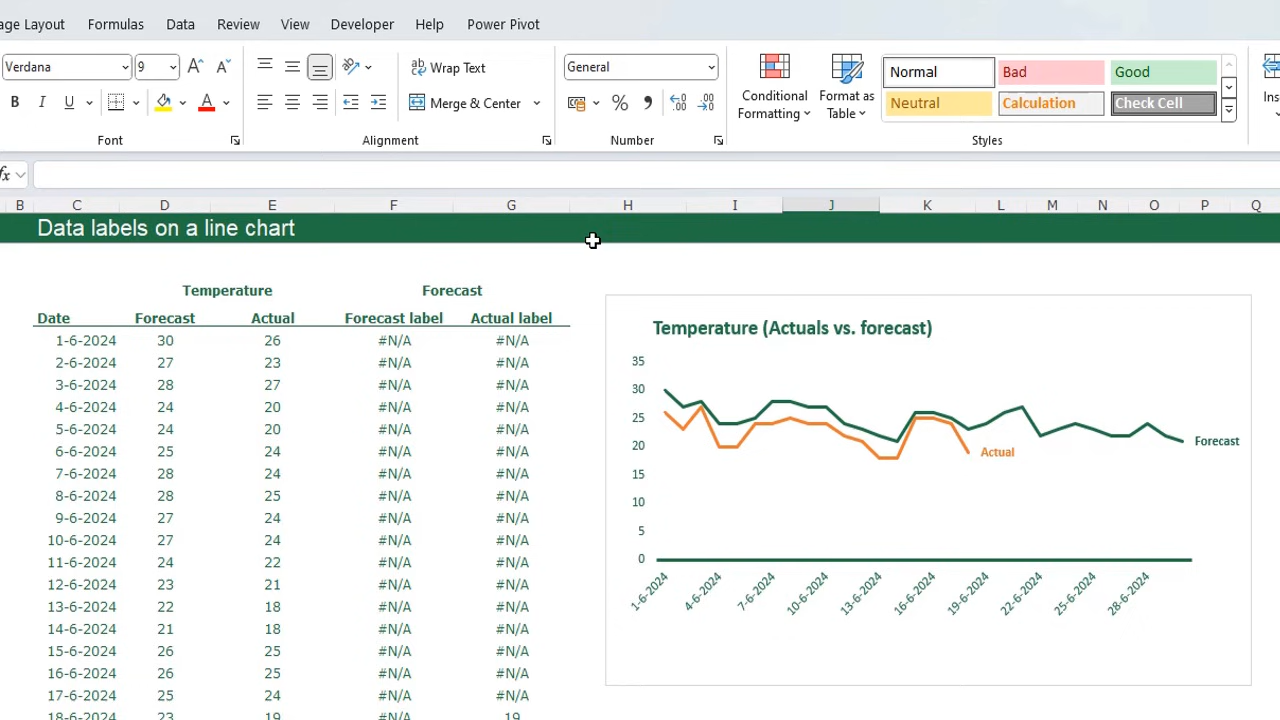 age Layout Formulas Data Review View Developer Help Power Pivot
Verdana 9 A A ab Wrap Text General Conditional Formatting Format as Table Normal Bad Good
B I U A Merge & Center % Neutral Calculation Check Cell Ins
Font Alignment Number Styles
fx
B C D E F G H I J K L M N O P Q
Data labels on a line chart
Temperature Forecast
Date Forecast Actual Forecast label Actual label
1-6-2024 30 26 #N/A #N/A
2-6-2024 27 23 #N/A #N/A
3-6-2024 28 27 #N/A #N/A
4-6-2024 24 20 #N/A #N/A
5-6-2024 24 20 #N/A #N/A
6-6-2024 25 24 #N/A #N/A
7-6-2024 28 24 #N/A #N/A
8-6-2024 28 25 #N/A #N/A
9-6-2024 27 24 #N/A #N/A
10-6-2024 27 24 #N/A #N/A
11-6-2024 24 22 #N/A #N/A
12-6-2024 23 21 #N/A #N/A
13-6-2024 22 18 #N/A #N/A
14-6-2024 21 18 #N/A #N/A
15-6-2024 26 25 #N/A #N/A
16-6-2024 26 25 #N/A #N/A
17-6-2024 25 24 #N/A #N/A
18-6-2024 23 19 #N/A 19
Temperature (Actuals vs. forecast)
35
30
25
20
15
10
5
0
Forecast
Actual
1-6-2024 4-6-2024 7-6-2024 10-6-2024 13-6-2024 16-6-2024 19-6-2024 22-6-2024 25-6-2024 28-6-2024